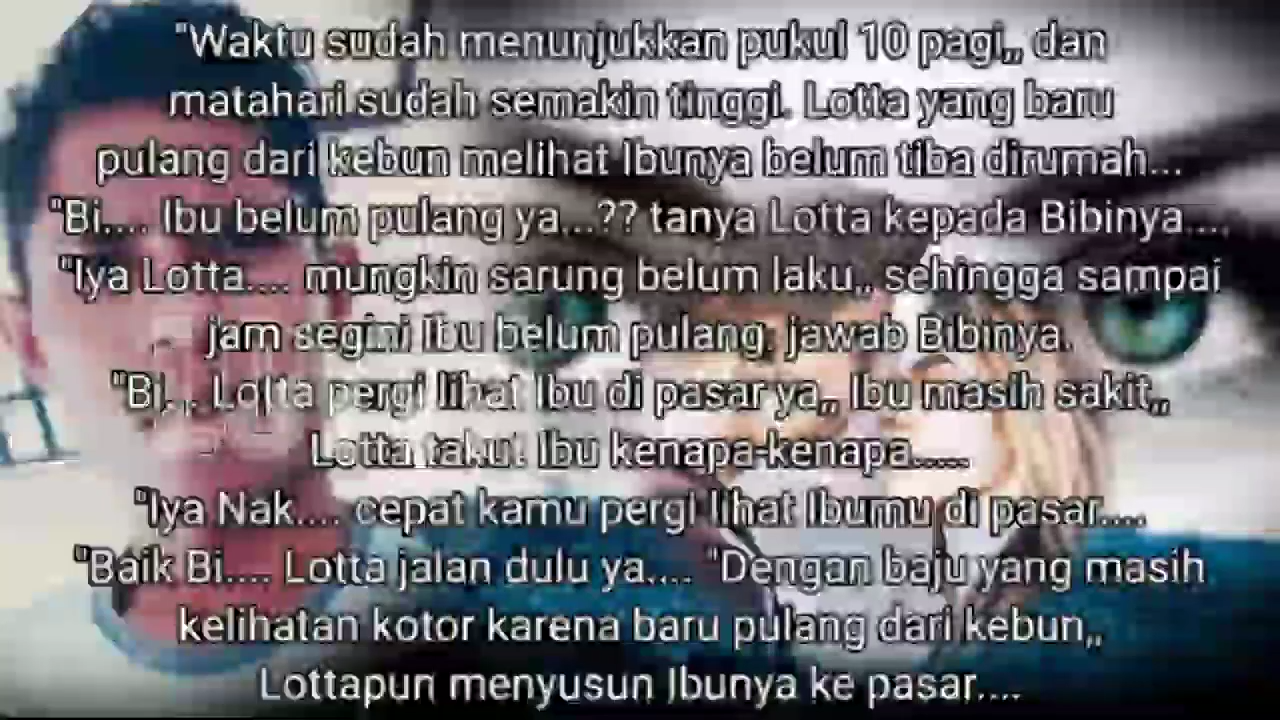 "Waktu sudah menunjukkan pukul 10 pagi,, dan
matahari sudah semakin tinggi. Lotta yang baru
pulang dari kebun melihat Ibunya belum tiba dirumah...
"Bi.... Ibu belum pulang ya...?? tanya Lotta kepada Bibinya....
"Iya Lotta.... mungkin sarung belum laku,, sehingga sampai
jam segini Ibu belum pulang, jawab Bibinya.
"Bi... Lotta pergi lihat Ibu di pasar ya,, Ibu masih sakit,,
Lotta takut Ibu kenapa-kenapa.....
"Iya Nak.... cepat kamu pergi lihat Ibumu di pasar....
"Baik Bi.... Lotta jalan dulu ya.... "Dengan baju yang masih
kelihatan kotor karena baru pulang dari kebun,,
Lottapun menyusun Ibunya ke pasar....